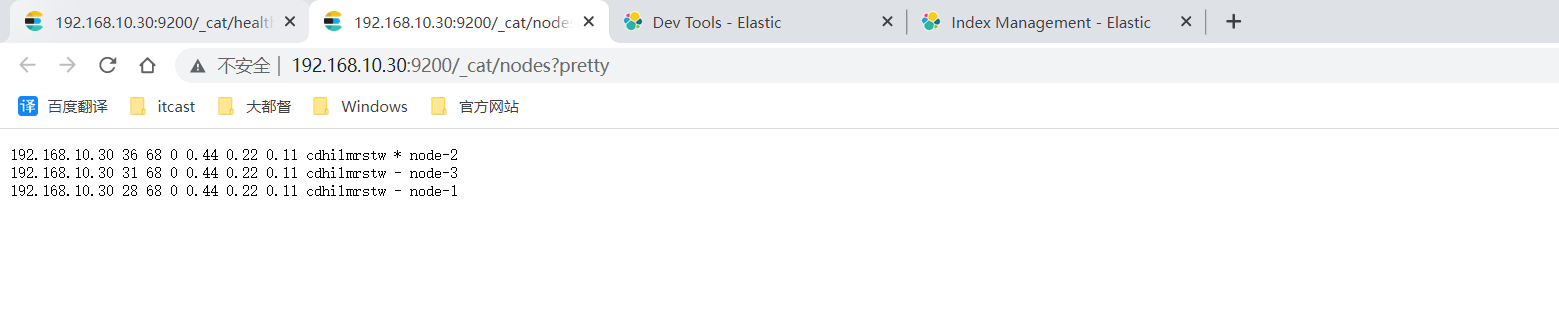 192.168.10.30:9200/_cat/healt
192.168.10.30:9200/_cat/node
Dev Tools - Elastic
Index Management - Elastic
不安全 | 192.168.10.30:9200/_cat/nodes?pretty
译 百度翻译 itcast 大都督 Windows 官方网站
192.168.10.30 36 68 0 0.44 0.22 0.11 cdhilmrstw * node-2
192.168.10.30 31 68 0 0.44 0.22 0.11 cdhilmrstw - node-3
192.168.10.30 28 68 0 0.44 0.22 0.11 cdhilmrstw - node-1